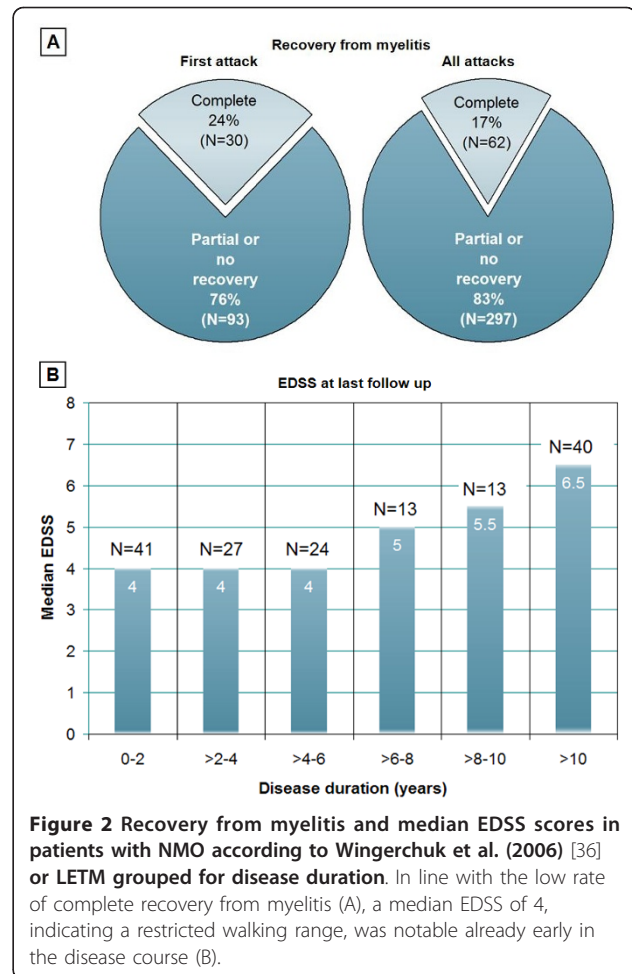 A
Recovery from myelitis
First attack
All attacks
Complete
24%
(N=30)
Partial or
no
recovery
76%
(N=93)
Complete
17%
(N=62)
Partial or
no
recovery
83%
(N=297)
B
EDSS at last follow up
Median EDSS
8
7
6
5
4
3
2
1
0
N=41
4
N=27
4
N=24
4
N=13
5
N=13
5.5
N=40
6.5
0-2
>2-4
>4-6
>6-8
>8-10
>10
Disease duration (years)
Figure 2 Recovery from myelitis and median EDSS scores in
patients with NMO according to Wingerchuk et al. (2006) [36]
or LETM grouped for disease duration. In line with the low rate
of complete recovery from myelitis (A), a median EDSS of 4,
indicating a restricted walking range, was notable already early in
the disease course (B).